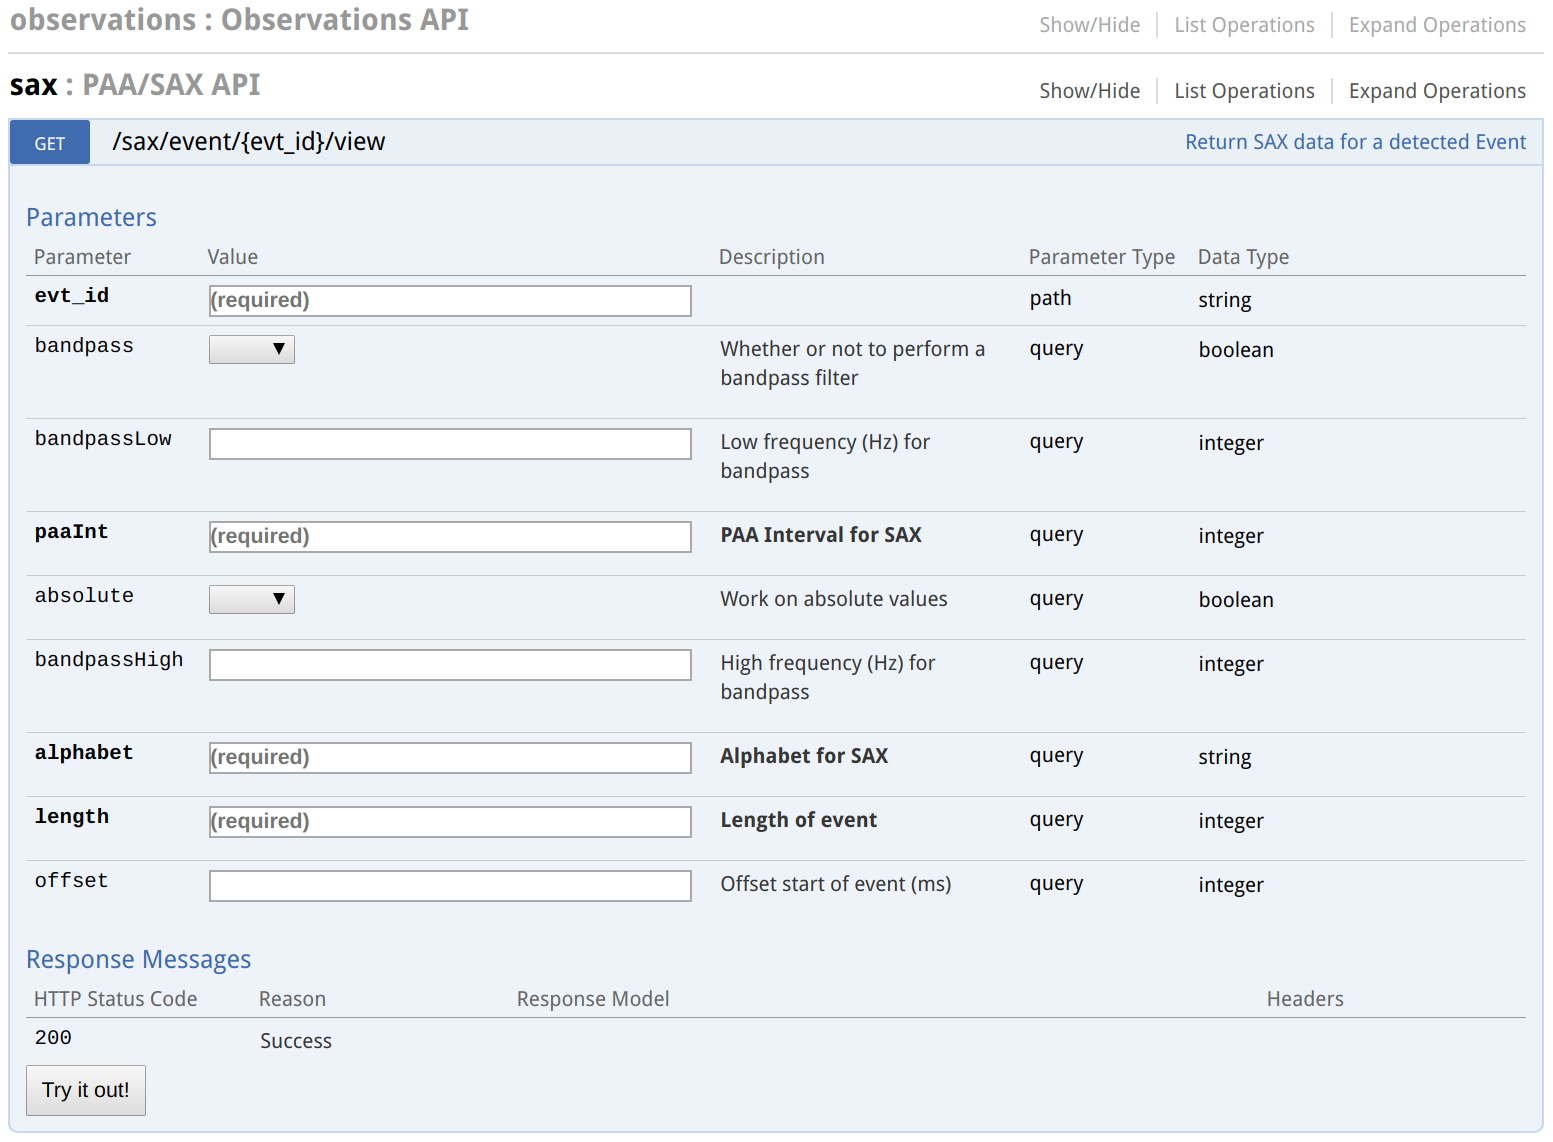 observations : Observations API Show/Hide List Operations Expand Operations
sax : PAA/SAX API Show/Hide List Operations Expand Operations
GET /sax/event/{evt_id}/view Return SAX data for a detected Event
Parameters
Parameter Value Description Parameter Type Data Type
evt_id (required) path string
bandpass Whether or not to perform a query boolean
bandpass filter
bandpassLow Low frequency (Hz) for query integer
bandpass
paaInt (required) PAA Interval for SAX query integer
absolute Work on absolute values query boolean
bandpassHigh High frequency (Hz) for query integer
bandpass
alphabet (required) Alphabet for SAX query string
length (required) Length of event query integer
offset Offset start of event (ms) query integer
Response Messages
HTTP Status Code Reason Response Model Headers
200 Success
Try it out!